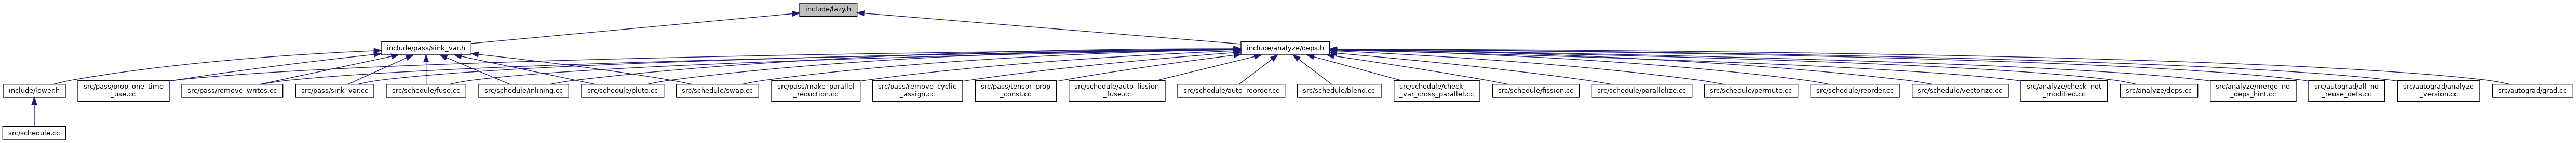 include/lazy.h
include/pass/sink_var.h
include/analyze/deps.h
include/lower.h
src/pass/prop_one_time
_use.cc
src/pass/remove_writes.cc
src/pass/sink_var.cc
src/schedule/fuse.cc
src/schedule/inlining.cc
src/schedule/pluto.cc
src/schedule/swap.cc
src/pass/make_parallel
_reduction.cc
src/pass/remove_cyclic
_assign.cc
src/pass/tensor_prop
_const.cc
src/schedule/auto_fission
_fuse.cc
src/schedule/auto_reorder.cc
src/schedule/blend.cc
src/schedule/check
_var_cross_parallel.cc
src/schedule/fission.cc
src/schedule/parallelize.cc
src/schedule/permute.cc
src/schedule/reorder.cc
src/schedule/vectorize.cc
src/analyze/check_not
_modified.cc
src/analyze/deps.cc
src/analyze/merge_no
_deps_hint.cc
src/autograd/all_no
_reuse_defs.cc
src/autograd/analyze
_version.cc
src/autograd/grad.cc
src/schedule.cc